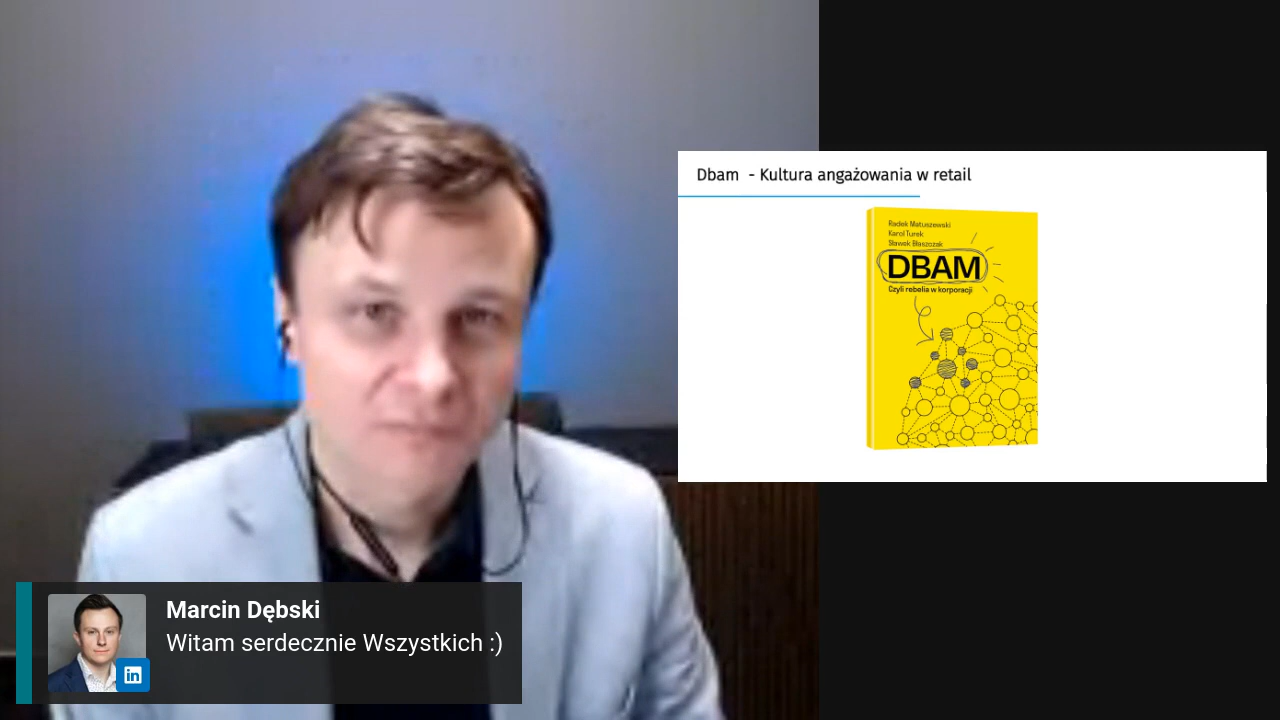 Dbam - Kultura angażowania w retail
Radek Matuszewski
Karol Turek
Sławek Błaszczak
DBAM
Czyli rebelia w korporacji
Marcin Dębski
Witam serdecznie Wszystkich :)
in